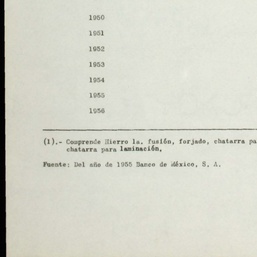 1950
1951
1952
1953
1954
1955
1956
(1).- Comprende Hierro la. fusión, forjado, chatarra pa
chatarra para laminación.
Fuente: Del año de 1955 Banco de México, S. A.